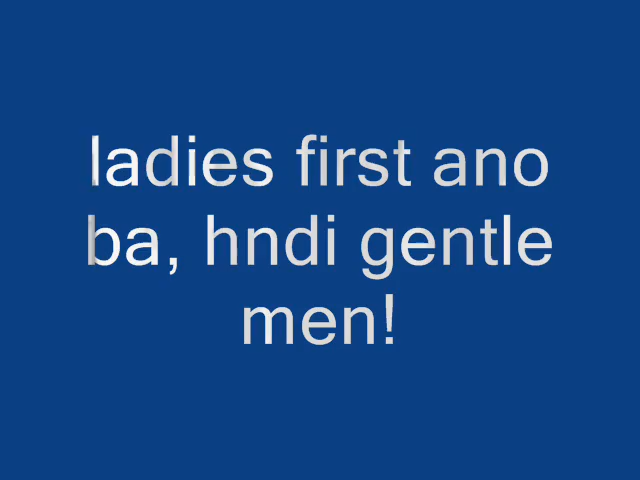 ladies first ano
ba, hndi gentle
men!